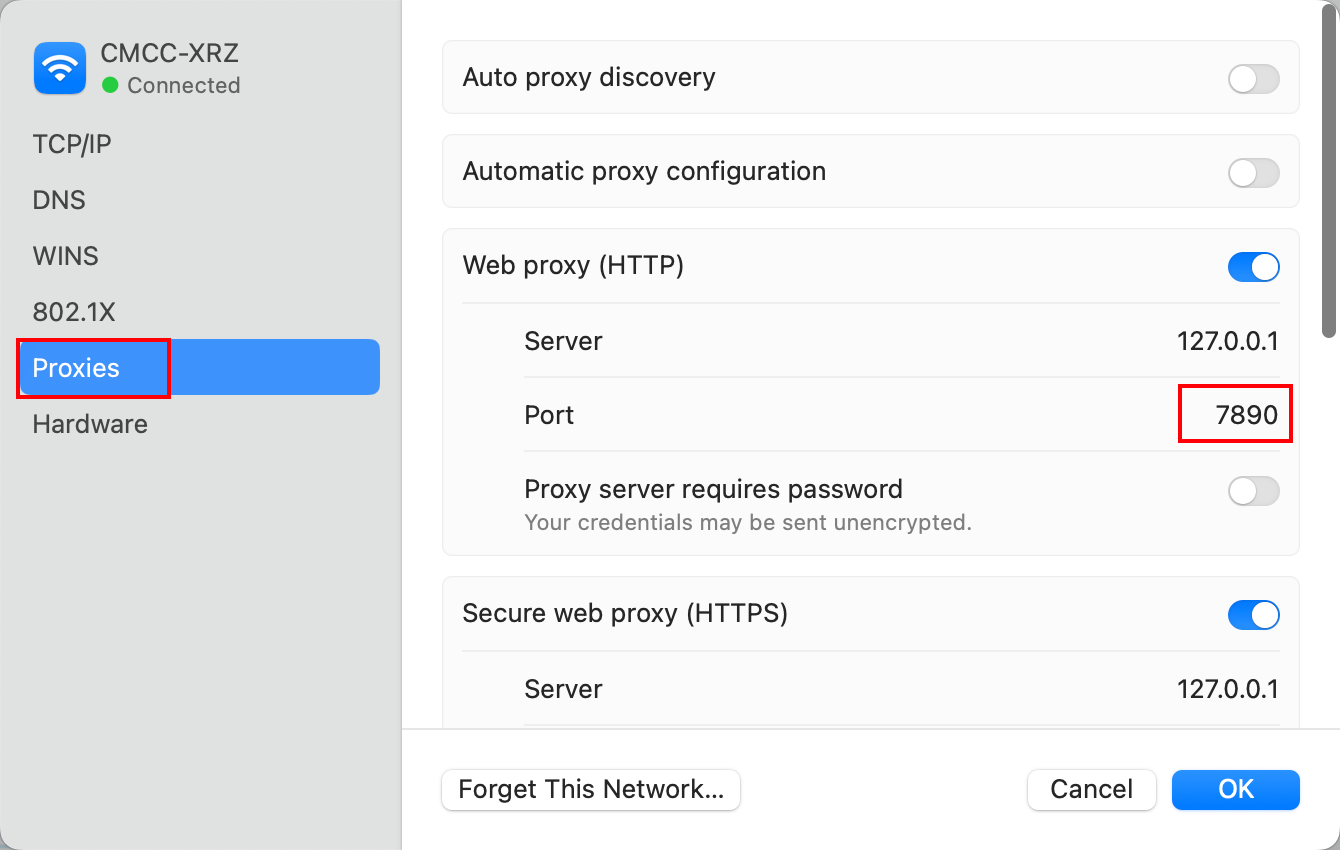 CMCC-XRZ
Connected
TCP/IP
DNS
WINS
802.1X
Proxies
Hardware
Auto proxy discovery
Automatic proxy configuration
Web proxy (HTTP)
Server 127.0.0.1
Port 7890
Proxy server requires password
Your credentials may be sent unencrypted.
Secure web proxy (HTTPS)
Server 127.0.0.1
Forget This Network... Cancel OK